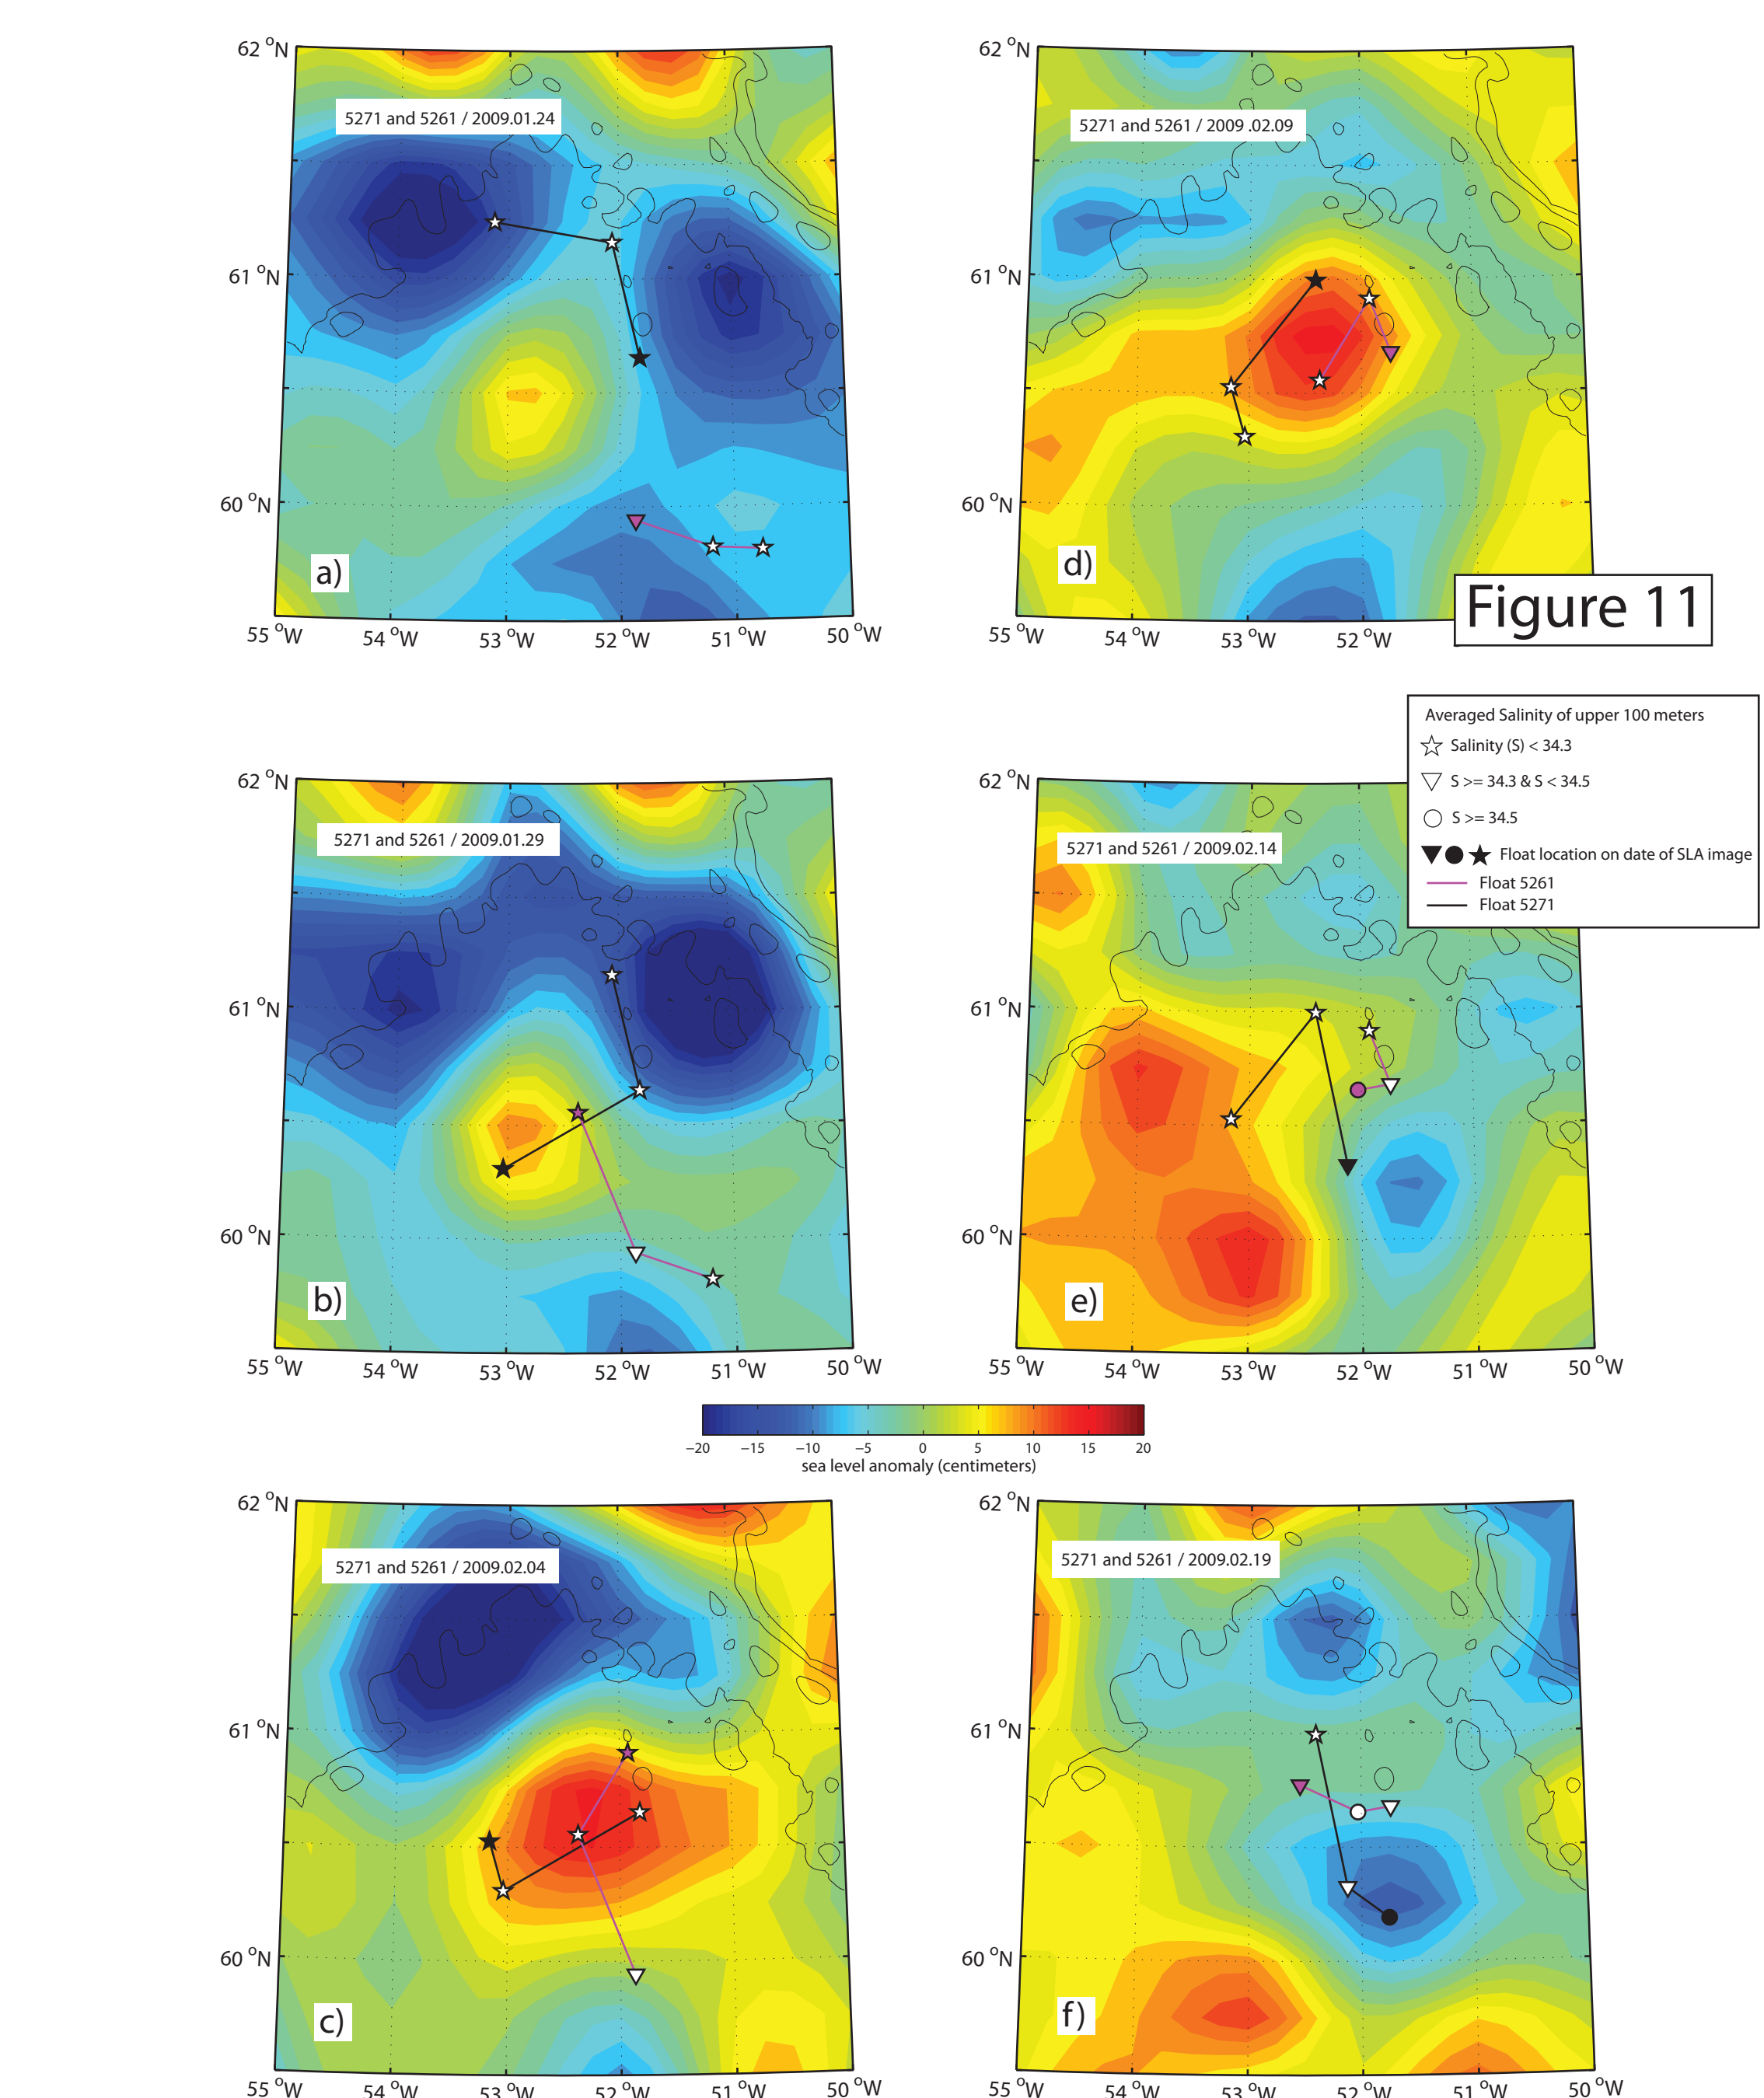 62 °N
5271 and 5261 / 2009.01.24
61 °N
60 °N
a)
55 °W 54 °W 53 °W 52 °W 51 °W 50 °W
62 °N
5271 and 5261 / 2009 .02.09
61 °N
60 °N
d)
55 °W 54 °W 53 °W 52 °W
Figure 11
Averaged Salinity of upper 100 meters
Salinity (S) < 34.3
S >= 34.3 & S < 34.5
S >= 34.5
Float location on date of SLA image
Float 5261
Float 5271
62 °N
5271 and 5261 / 2009.01.29
61 °N
60 °N
b)
55 °W 54 °W 53 °W 52 °W 51 °W 50 °W
62 °N
5271 and 5261 / 2009.02.14
61 °N
60 °N
e)
55 °W 54 °W 53 °W 52 °W 51 °W 50 °W
−20 −15 −10 −5 0 5 10 15 20
sea level anomaly (centimeters)
62 °N
5271 and 5261 / 2009.02.04
61 °N
60 °N
c)
55 °W 54 °W 53 °W 52 °W 51 °W 50 °W
62 °N
5271 and 5261 / 2009.02.19
61 °N
60 °N
f)
55 °W 54 °W 53 °W 52 °W 51 °W 50 °W